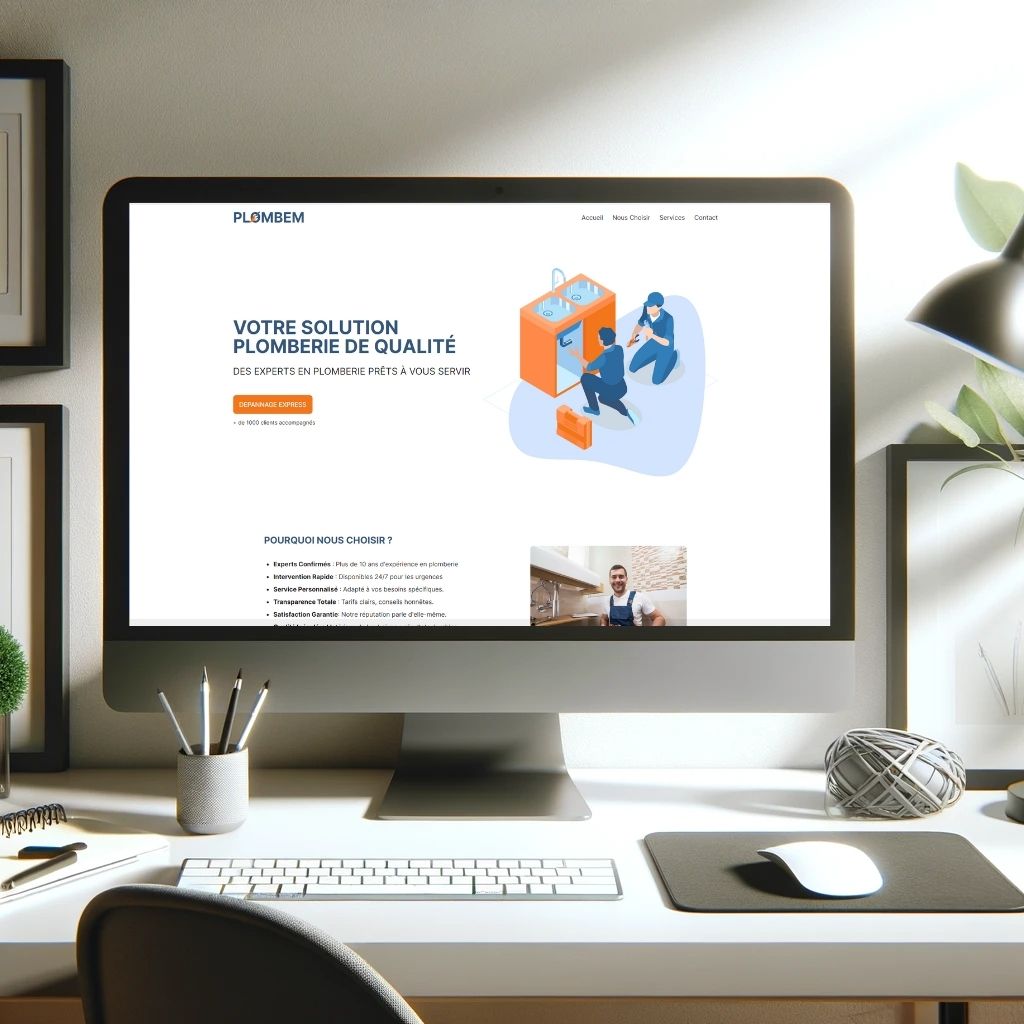 PLOMBEM
Accueil Nous Choisir Services Contact
VOTRE SOLUTION
PLOMBERIE DE QUALITÉ
DES EXPERTS EN PLOMBERIE PRÊTS À VOUS SERVIR
DEPANNAGE EXPRESS
+ de 1000 clients accompagnés
POURQUOI NOUS CHOISIR ?
• Experts Confirmés : Plus de 10 ans d'expérience en plomberie
• Intervention Rapide : Disponibles 24/7 pour les urgences
• Service Personnalisé : Adapté à vos besoins spécifiques.
• Transparence Totale : Tarifs clairs, conseils honnêtes.
• Satisfaction Garantie: Notre réputation parle d'elle-même.